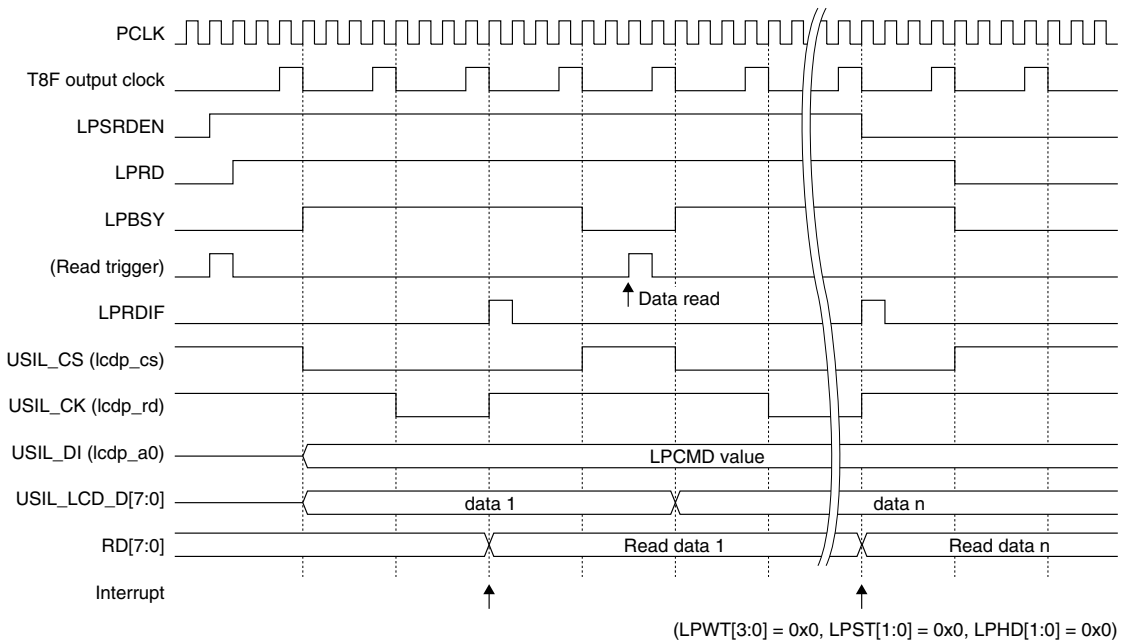 PCLK
T8F output clock
LPSRDEN
LPRD
LPBSY
(Read trigger)
Data read
LPRDIF
USIL_CS (lcdp_cs)
USIL_CK (lcdp_rd)
USIL_DI (lcdp_a0)
LPCMD value
USIL_LCD_D[7:0]
data 1
data n
RD[7:0]
Read data 1
Read data n
Interrupt
(LPWT[3:0] = 0x0, LPST[1:0] = 0x0, LPHD[1:0] = 0x0)